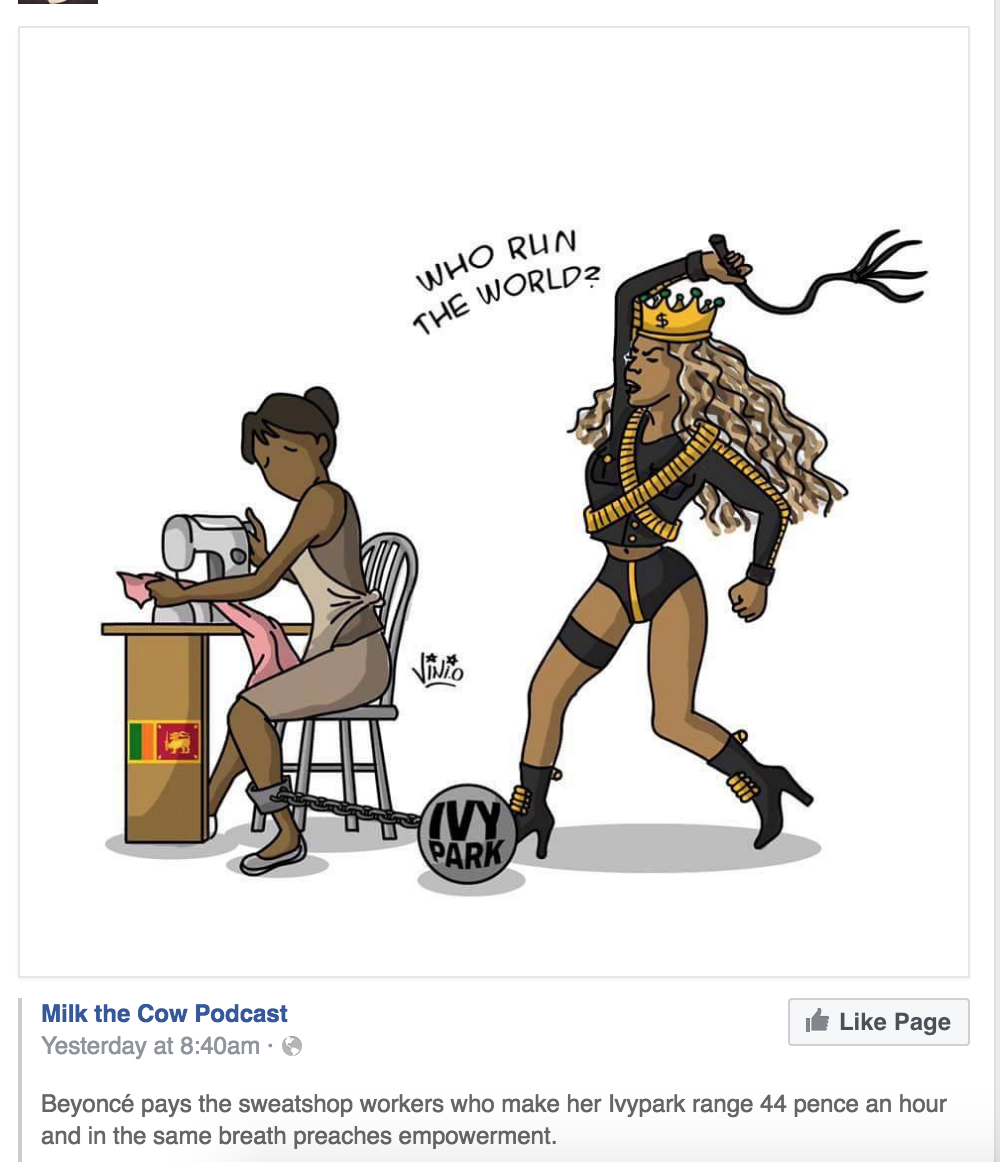 WHO RUN
THE WORLD?
$
ViNi.O
IVY
PARK
Milk the Cow Podcast
Like Page
Yesterday at 8:40am ·
Beyoncé pays the sweatshop workers who make her Ivypark range 44 pence an hour
and in the same breath preaches empowerment.